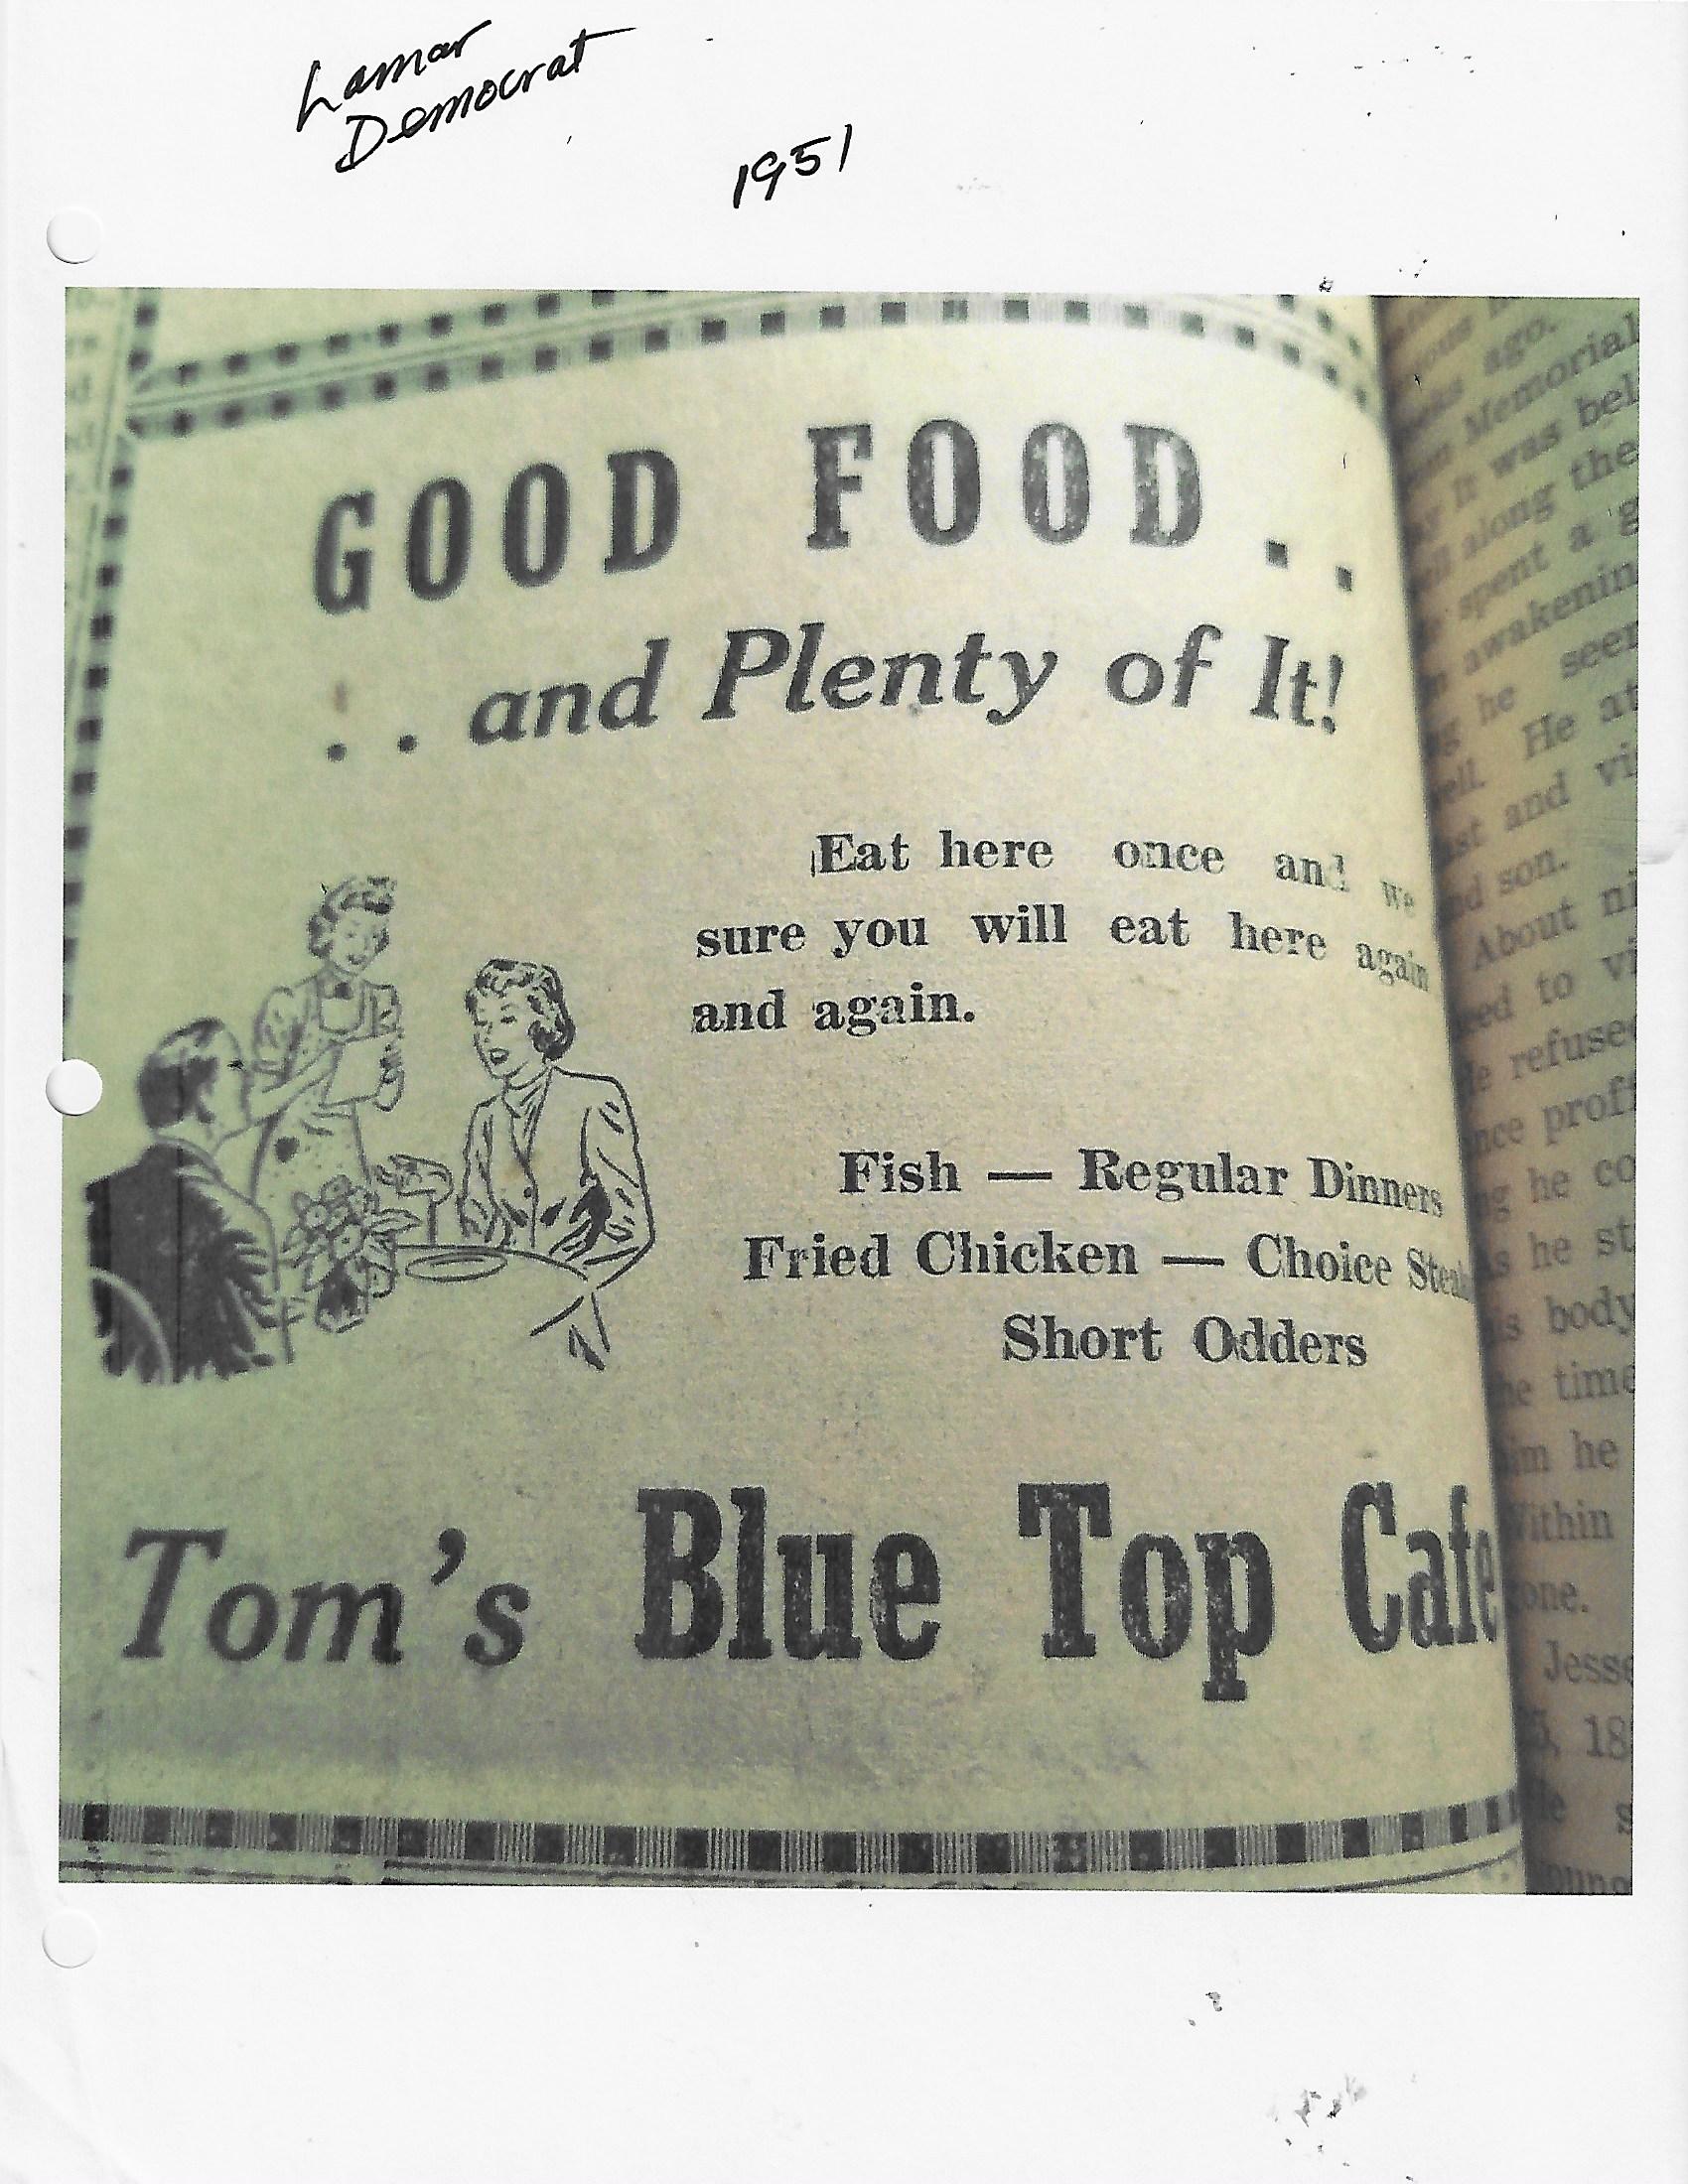 Lamar
Democrat
1951
GOOD FOOD . .
. . and Plenty of It!
Eat here once and we
sure you will eat here again
and again.
Fish — Regular Dinners
Fried Chicken — Choice
Short Odders
Tom's Blue Top Cafe
ago.
Memorial
it was
along the
spent a
he
He
and
son.
About
to
refuse
he
he
body
time
he
one.
18